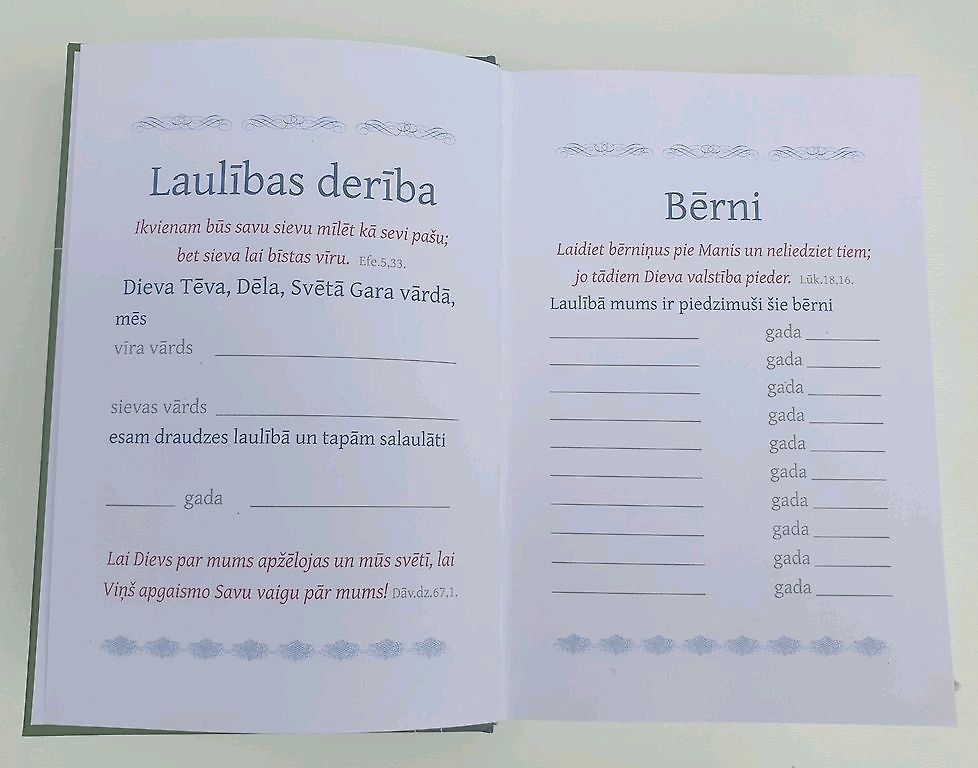 Laulības derība
Ikvienam būs savu sievu mīlēt kā sevi pašu;
bet sieva lai bīstas vīru. Efe.5,33.
Dieva Tēva, Dēla, Svētā Gara vārdā,
mēs
vīra vārds
sievas vārds
esam draudzes laulībā un tapām salaulāti
gada
Lai Dievs par mums apžēlojas un mūs svētī, lai
Viņš apgaismo Savu vaigu pār mums! Dāv.dz.67,1.
Bērni
Laidiet bērniņus pie Manis un neliedziet tiem;
jo tādiem Dieva valstība pieder. Lūk.18,16.
Laulībā mums ir piedzimuši šie bērni
gada
gada
gada
gada
gada
gada
gada
gada
gada
gada